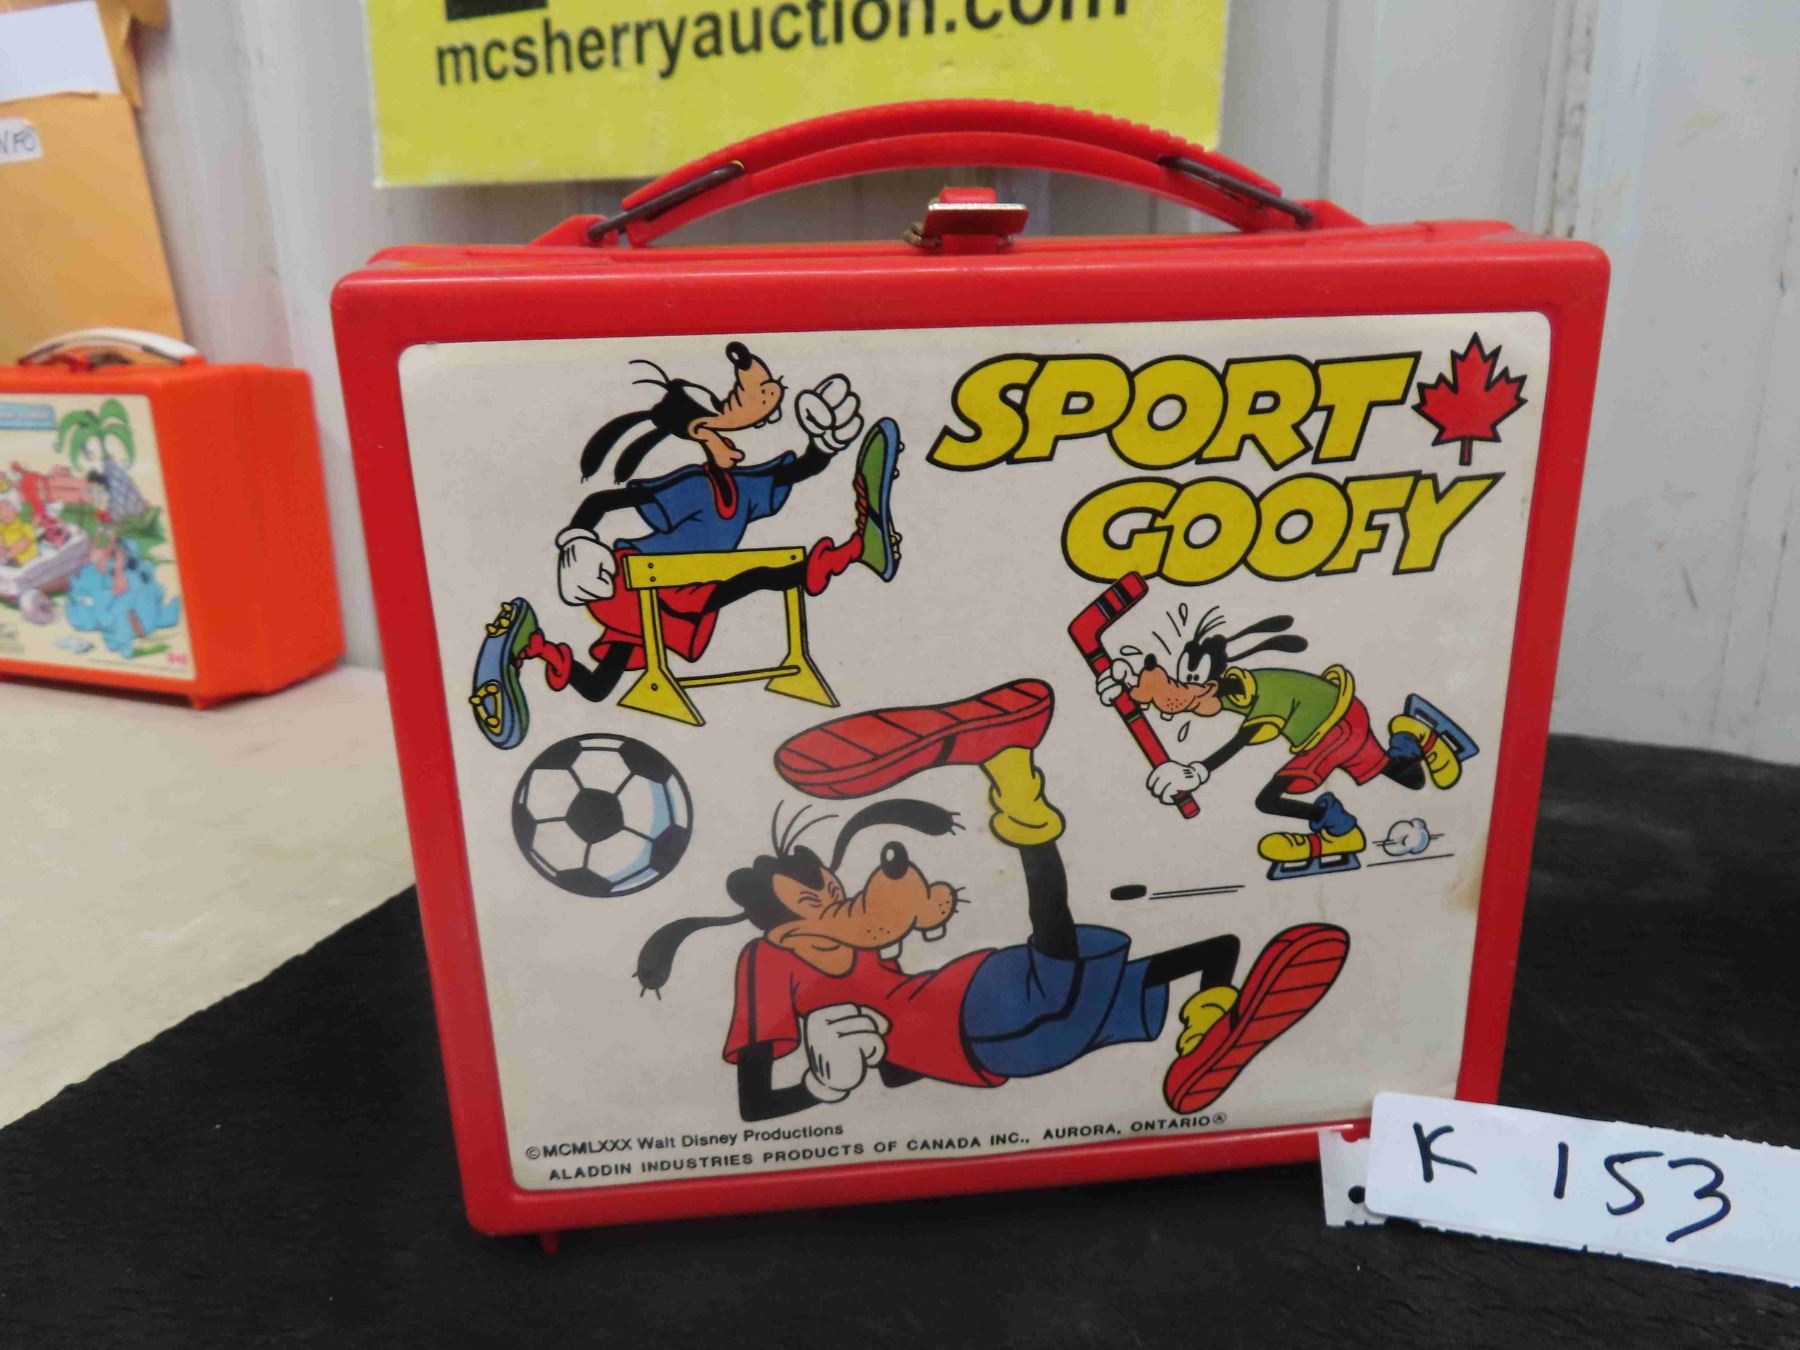 mcsherryauction.com
SPORT
GOOFY
©MCMLXXX Walt Disney Productions
ALADDIN INDUSTRIES PRODUCTS OF CANADA INC., AURORA, ONTARIO®
K 153